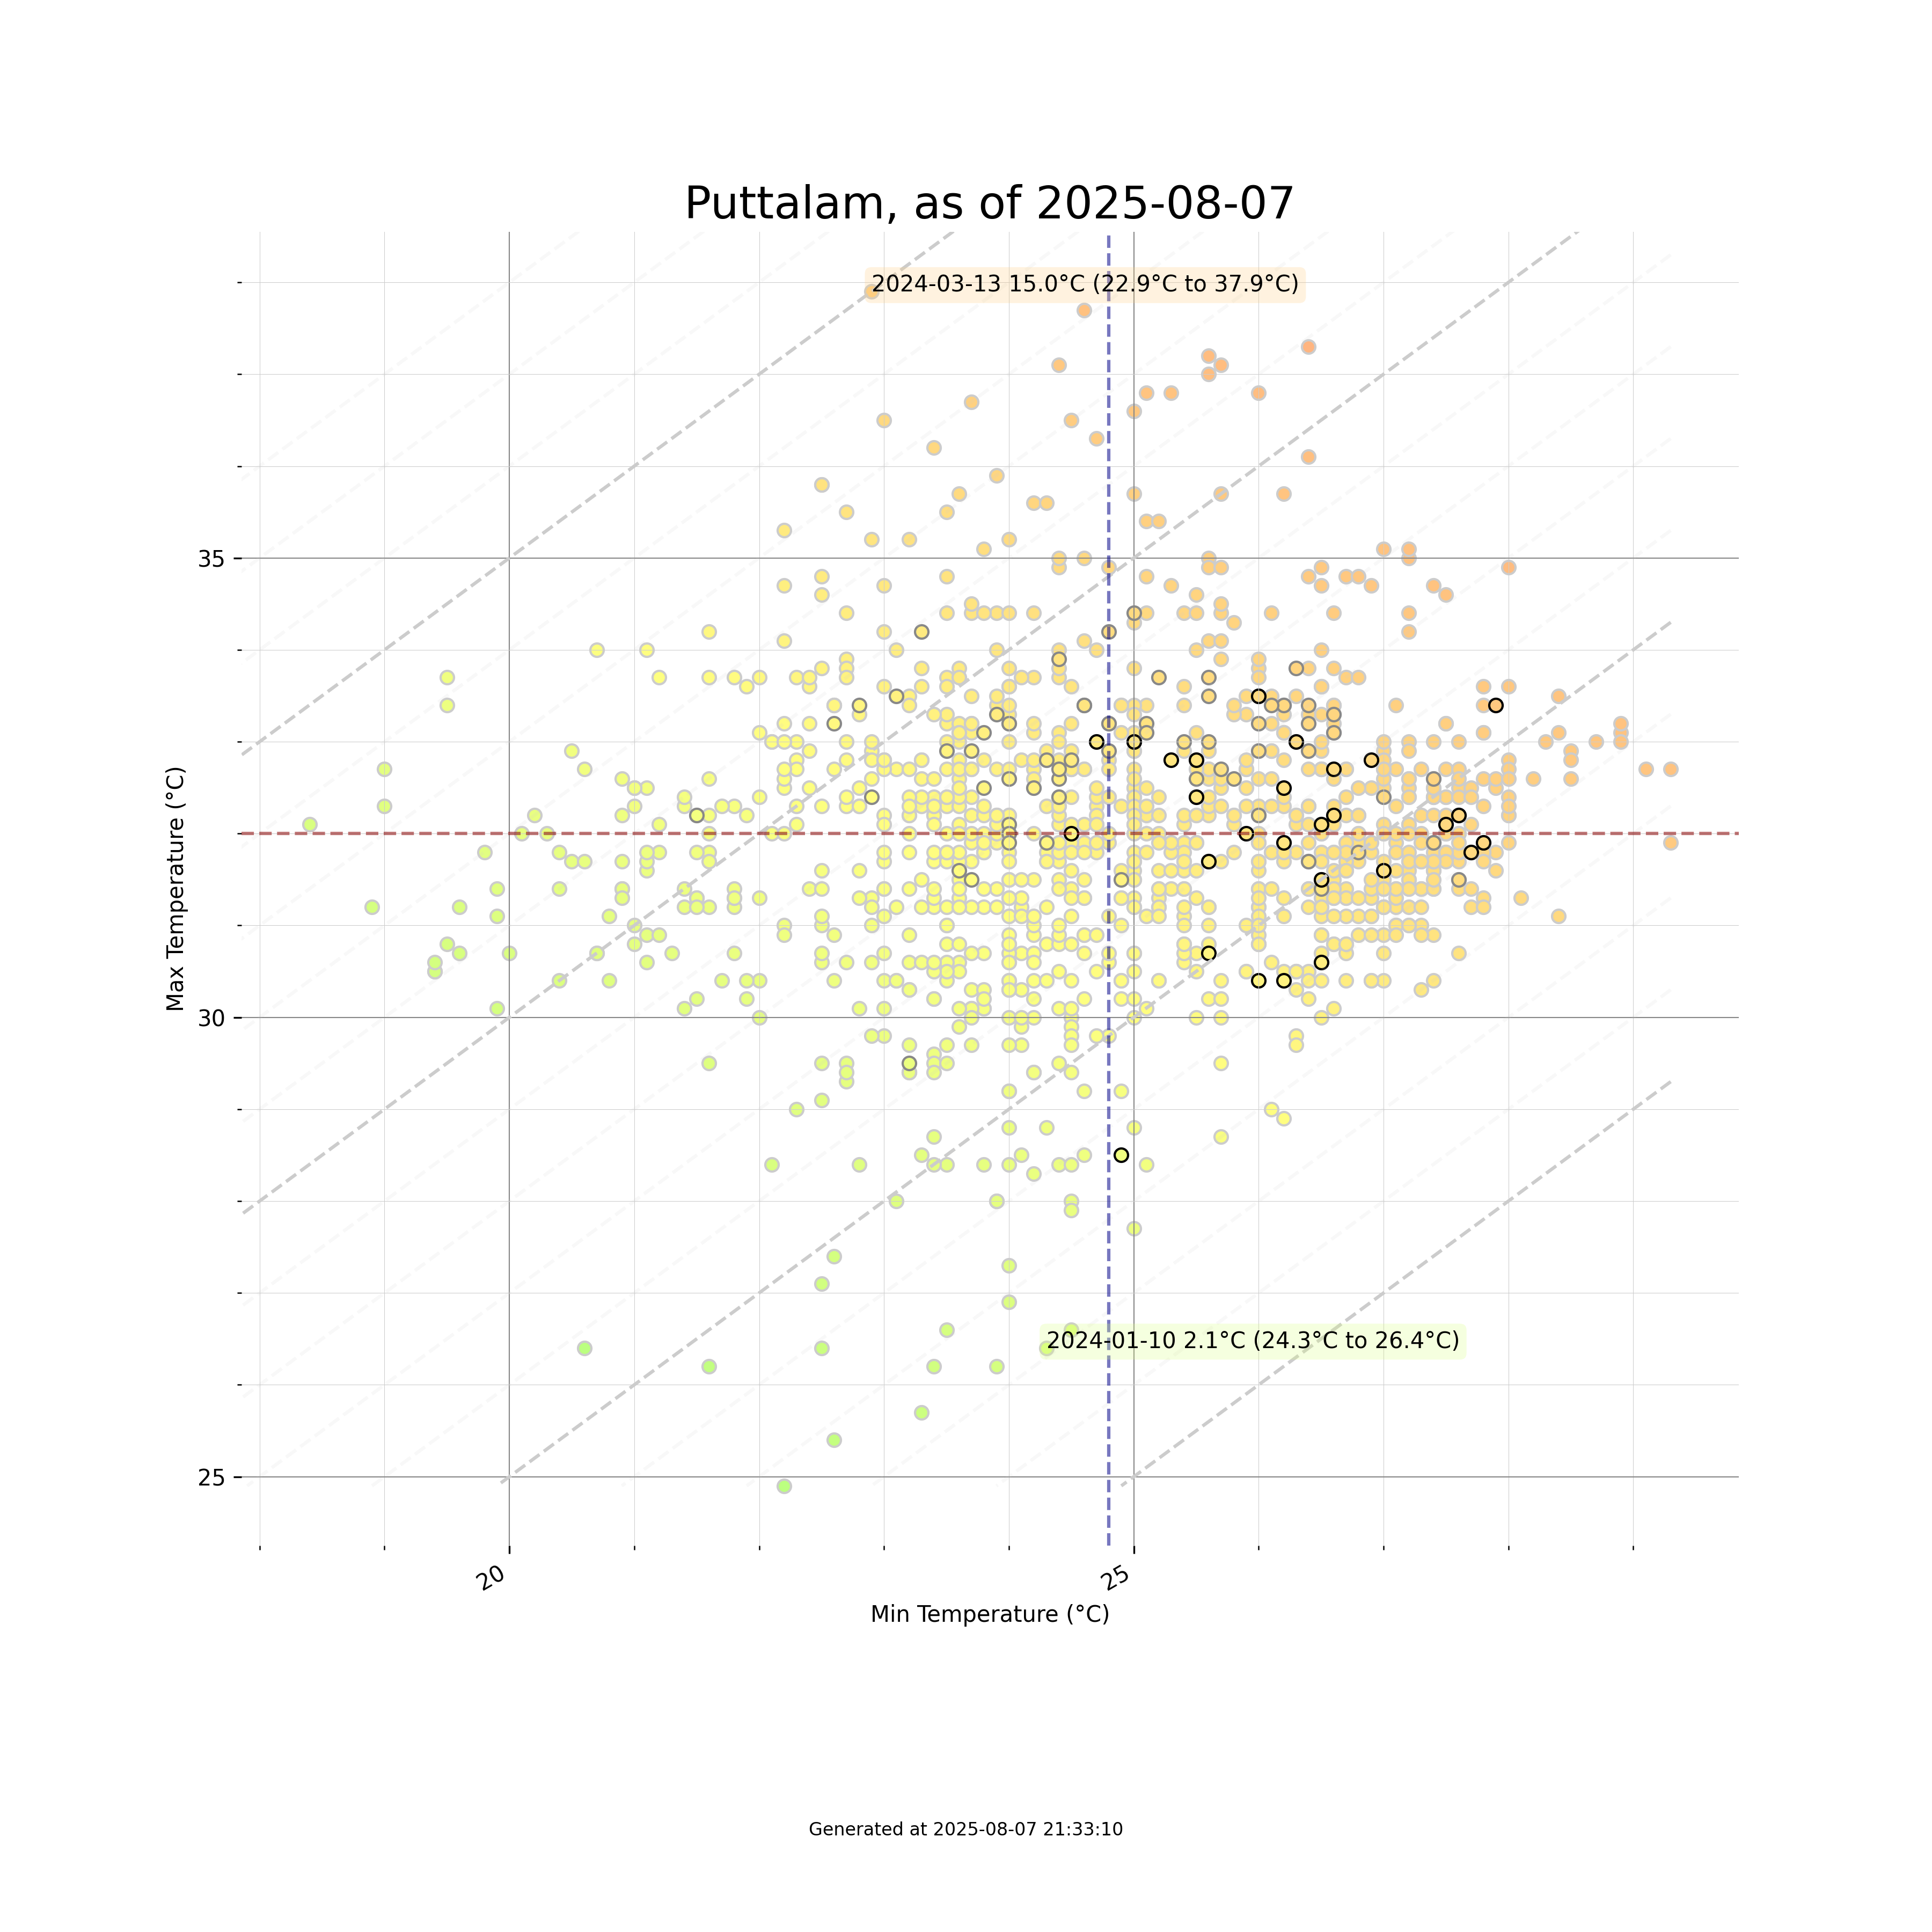 Puttalam, as of 2025-08-07
2024-03-13 15.0°C (22.9°C to 37.9°C)
35
Max Temperature (°C)
30
2024-01-10 2.1°C (24.3°C to 26.4°C)
25
20
25
Min Temperature (°C)
Generated at 2025-08-07 21:33:10